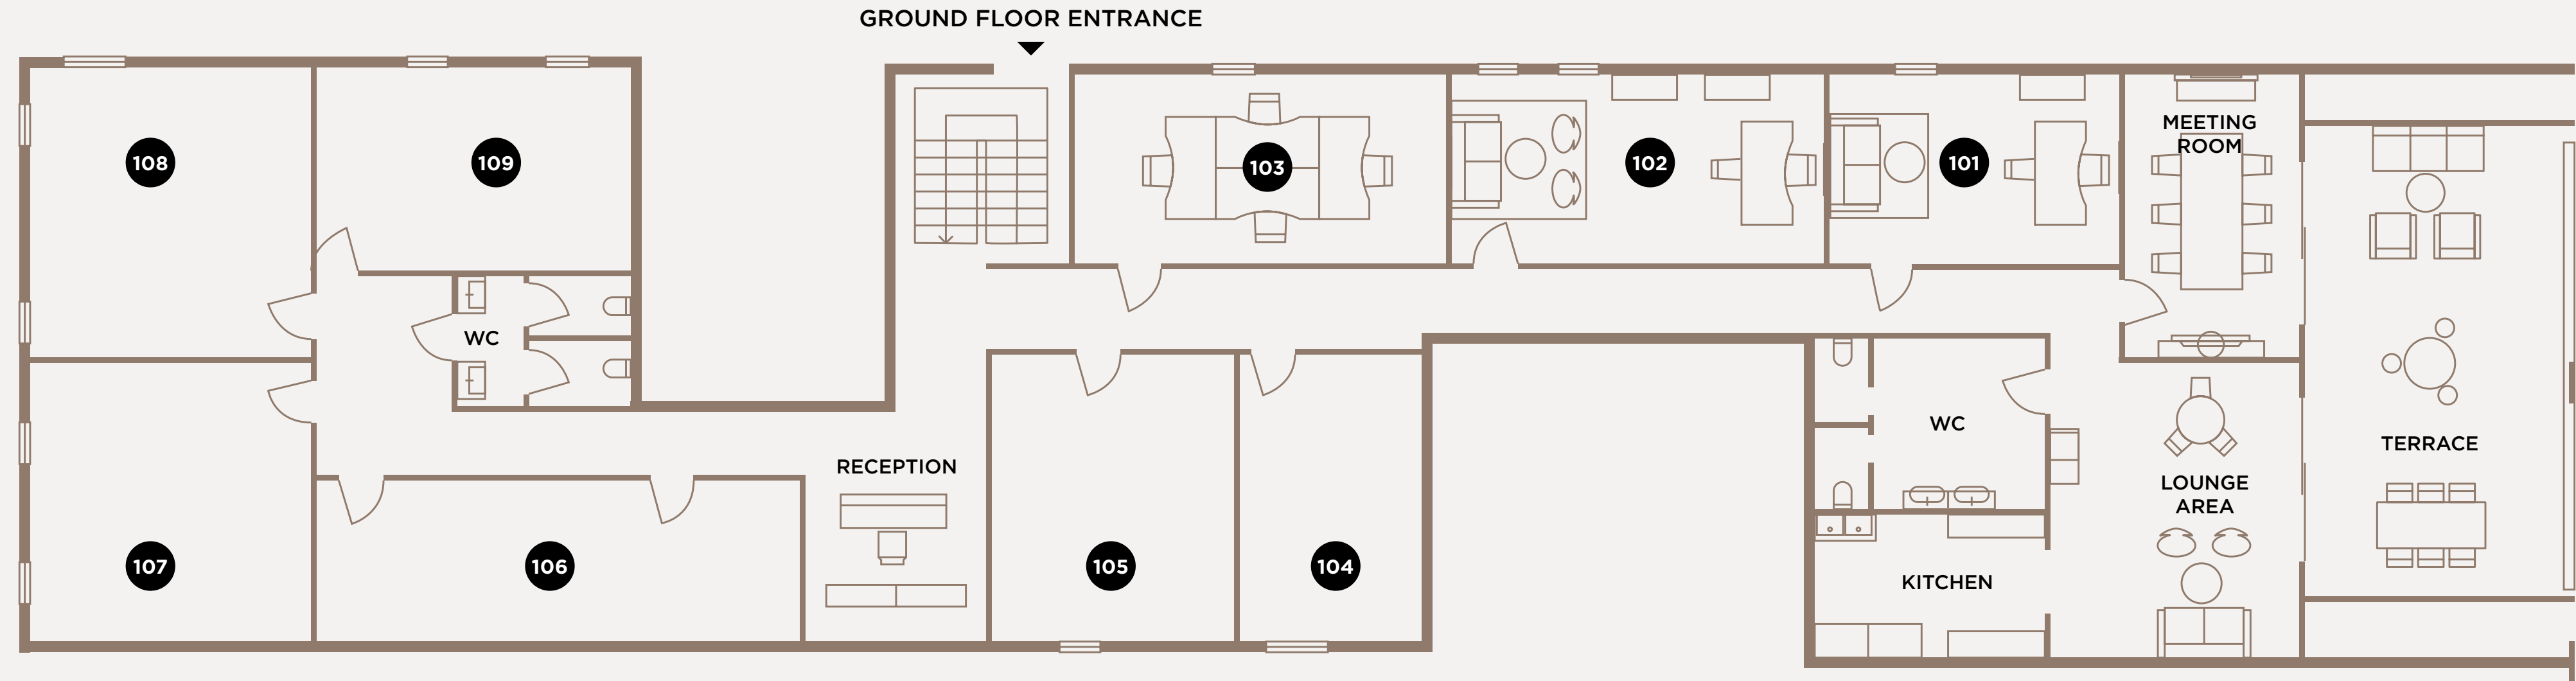 GROUND FLOOR ENTRANCE
108
109
103
102
101
MEETING
ROOM
WC
WC
TERRACE
RECEPTION
LOUNGE
AREA
107
106
105
104
KITCHEN